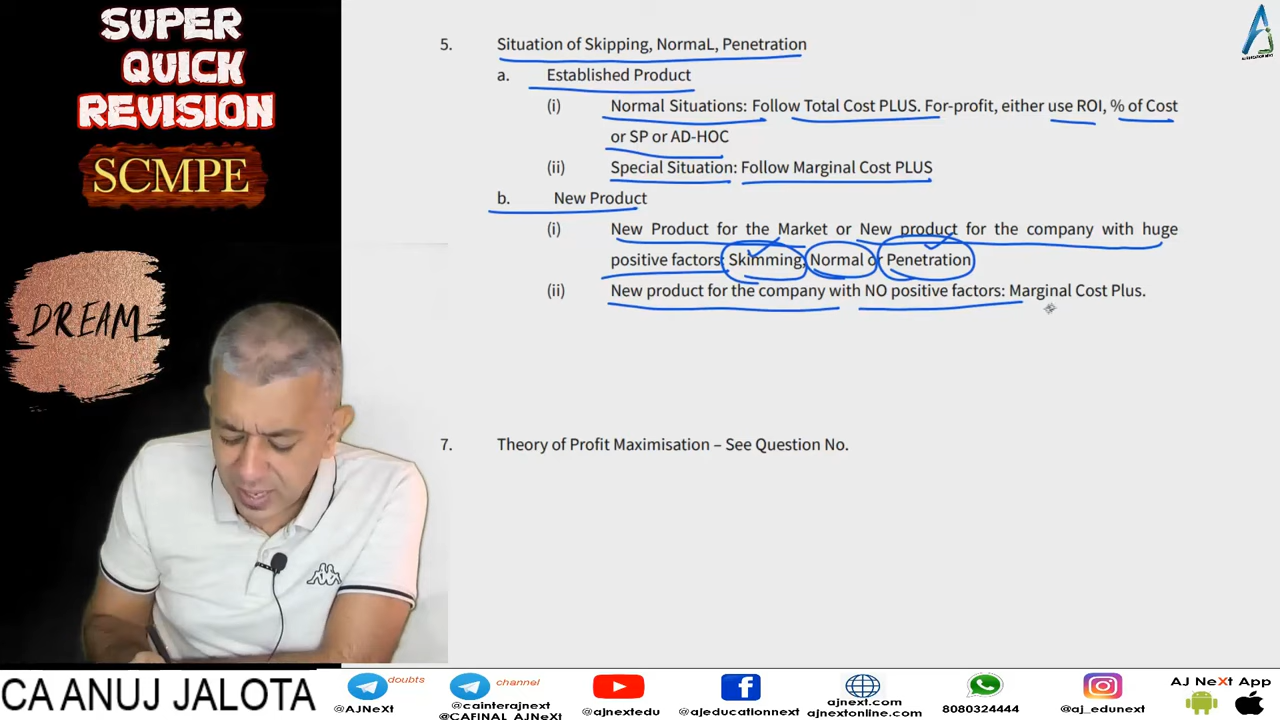 SUPER
QUICK
REVISION
SCMPE
DREAM
5. Situation of Skipping, NormaL, Penetration
a. Established Product
(i) Normal Situations: Follow Total Cost PLUS. For-profit, either use ROI, % of Cost
or SP or AD-HOC
(ii) Special Situation: Follow Marginal Cost PLUS
b. New Product
(i) New Product for the Market or New product for the company with huge
positive factors: Skimming, Normal or Penetration
(ii) New product for the company with NO positive factors: Marginal Cost Plus.
7. Theory of Profit Maximisation – See Question No.
CA ANUJ JALOTA
doubts
@AJNeXt
channel
@cainterajnext
@CAFINAL_AJNeXt
@ajnextedu
@ajeducationnext
ajnext.com
ajnextonline.com
8080324444
@aj_edunext
AJ NeXt App